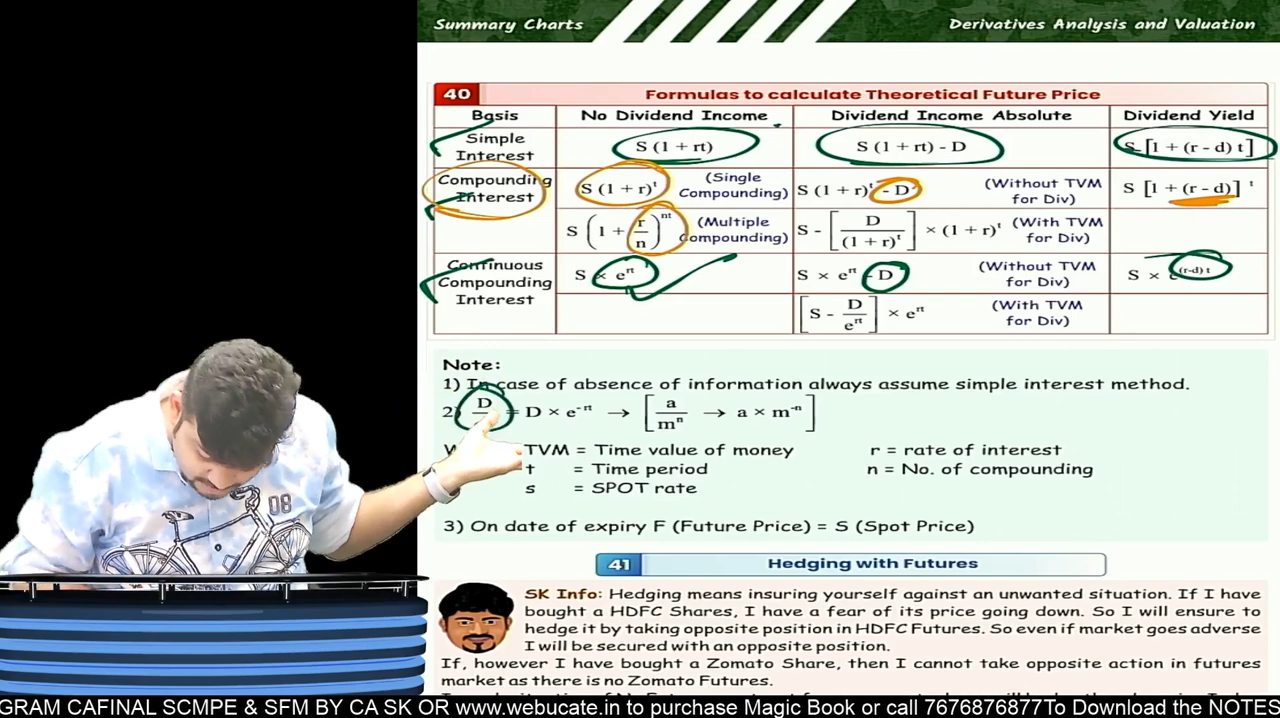 Summary Charts
Derivatives Analysis and Valuation
40 Formulas to calculate Theoretical Future Price
Basis No Dividend Income Dividend Income Absolute Dividend Yield
Simple Interest S (1 + rt) S (1 + rt) - D S [1 + (r - d) t]
Compounding Interest S (1 + r)^t (Single Compounding) S (1 + r)^t - D (Without TVM for Div) S [1 + (r - d)]^t
S (1 + r/n)^nt (Multiple Compounding) S - [D/(1 + r)^t] × (1 + r)^t (With TVM for Div)
Continuous Compounding Interest S × e^rt S × e^rt - D (Without TVM for Div) S × e^(r-d) t
[S - D/e^rt] × e^rt (With TVM for Div)
Note:
1) In case of absence of information always assume simple interest method.
2) D = D × e^-rt → [a/m^n → a × m^-n]
TVM = Time value of money r = rate of interest
t = Time period n = No. of compounding
s = SPOT rate
3) On date of expiry F (Future Price) = S (Spot Price)
41 Hedging with Futures
SK Info: Hedging means insuring yourself against an unwanted situation. If I have
bought a HDFC Shares, I have a fear of its price going down. So I will ensure to
hedge it by taking opposite position in HDFC Futures. So even if market goes adverse
I will be secured with an opposite position.
If, however I have bought a Zomato Share, then I cannot take opposite action in futures
market as there is no Zomato Futures.
08
GRAM CAFINAL SCMPE & SFM BY CA SK OR www.webucate.in to purchase Magic Book or call 7676876877To Download the NOTES